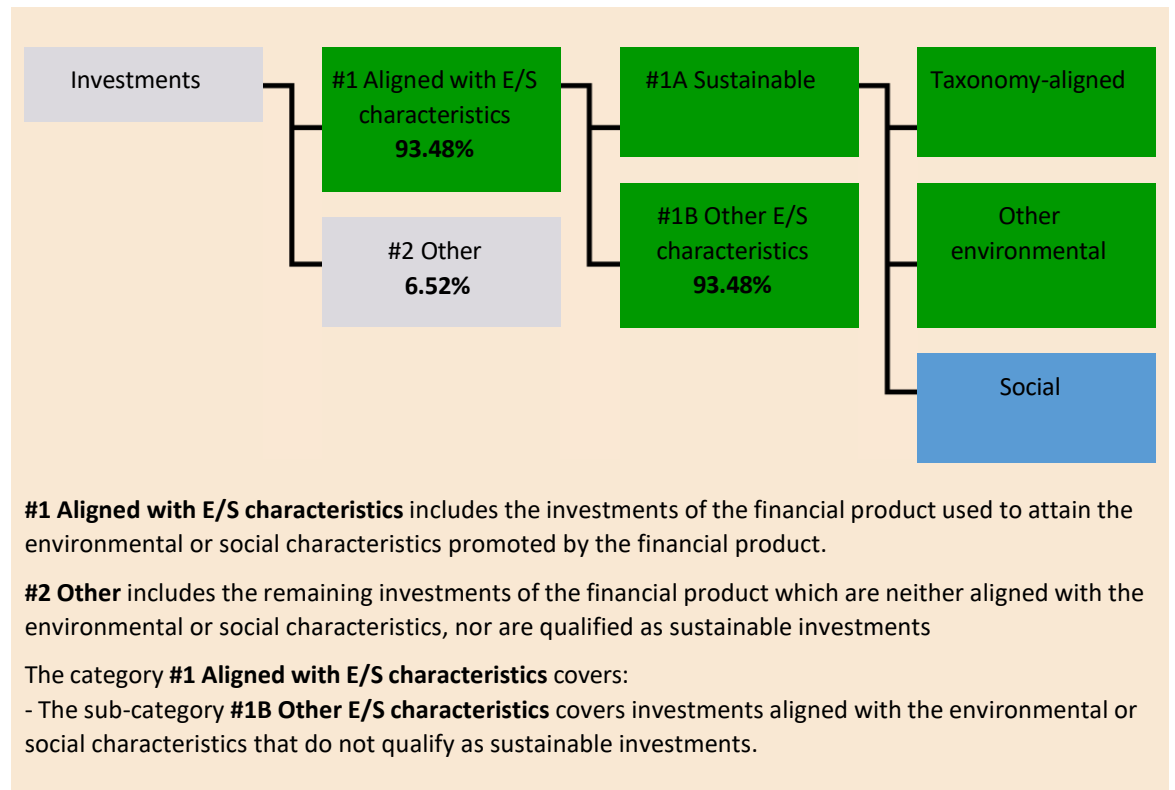 Investments
#1 Aligned with E/S
characteristics
93.48%
#2 Other
6.52%
#1A Sustainable
#1B Other E/S
characteristics
93.48%
Taxonomy-aligned
Other
environmental
Social
#1 Aligned with E/S characteristics includes the investments of the financial product used to attain the
environmental or social characteristics promoted by the financial product.
#2 Other includes the remaining investments of the financial product which are neither aligned with the
environmental or social characteristics, nor are qualified as sustainable investments
The category #1 Aligned with E/S characteristics covers:
- The sub-category #1B Other E/S characteristics covers investments aligned with the environmental or
social characteristics that do not qualify as sustainable investments.